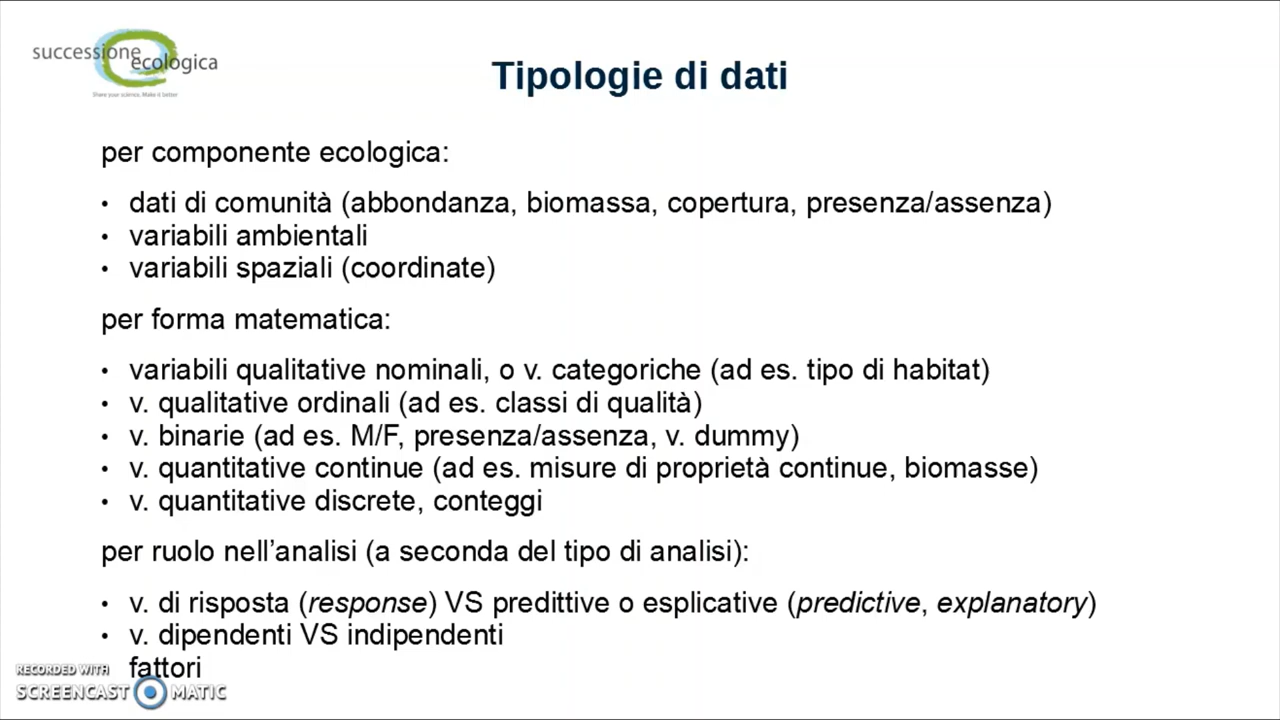 successione
ecologica
Share your science. Make it better
Tipologie di dati
per componente ecologica:
• dati di comunità (abbondanza, biomassa, copertura, presenza/assenza)
• variabili ambientali
• variabili spaziali (coordinate)
per forma matematica:
• variabili qualitative nominali, o v. categoriche (ad es. tipo di habitat)
• v. qualitative ordinali (ad es. classi di qualità)
• v. binarie (ad es. M/F, presenza/assenza, v. dummy)
• v. quantitative continue (ad es. misure di proprietà continue, biomasse)
• v. quantitative discrete, conteggi
per ruolo nell’analisi (a seconda del tipo di analisi):
• v. di risposta (response) VS predittive o esplicative (predictive, explanatory)
• v. dipendenti VS indipendenti
fattori
RECORDED WITH
SCREENCAST MATIC